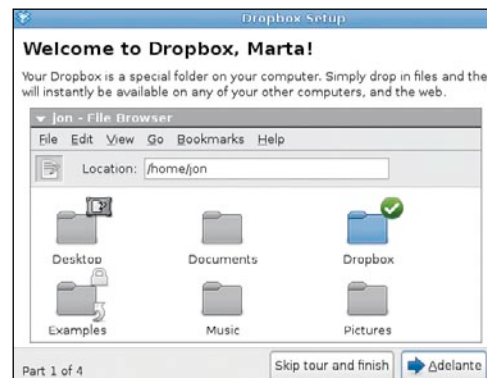 Dropbox Setup
Welcome to Dropbox, Marta!
Your Dropbox is a special folder on your computer. Simply drop in files and the
will instantly be available on any of your other computers, and the web.
jon - File Browser
File Edit View Go Bookmarks Help
Location: /home/jon
Desktop Documents Dropbox
Examples Music Pictures
Part 1 of 4 Skip tour and finish Adelante